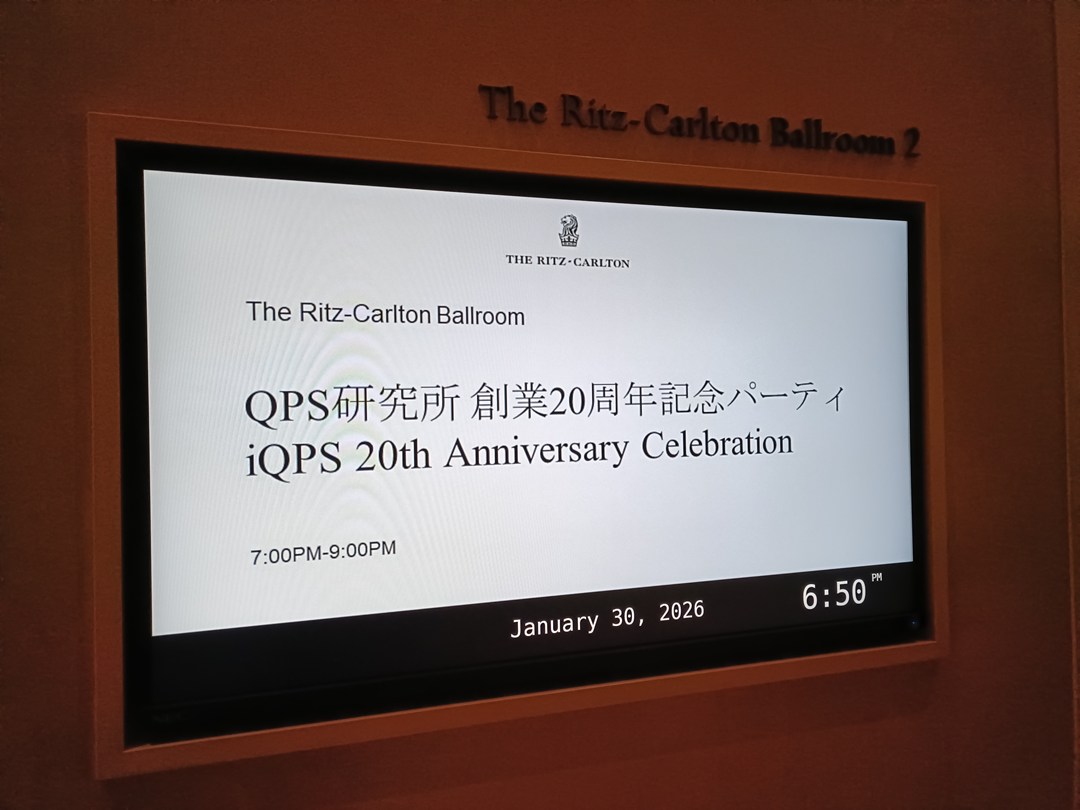 The Ritz-Carlton Ballroom 2
THE RITZ-CARLTON
The Ritz-Carlton Ballroom
QPS研究所 創業20周年記念パーティ
iQPS 20th Anniversary Celebration
7:00PM-9:00PM
January 30, 2026
6:50 PM